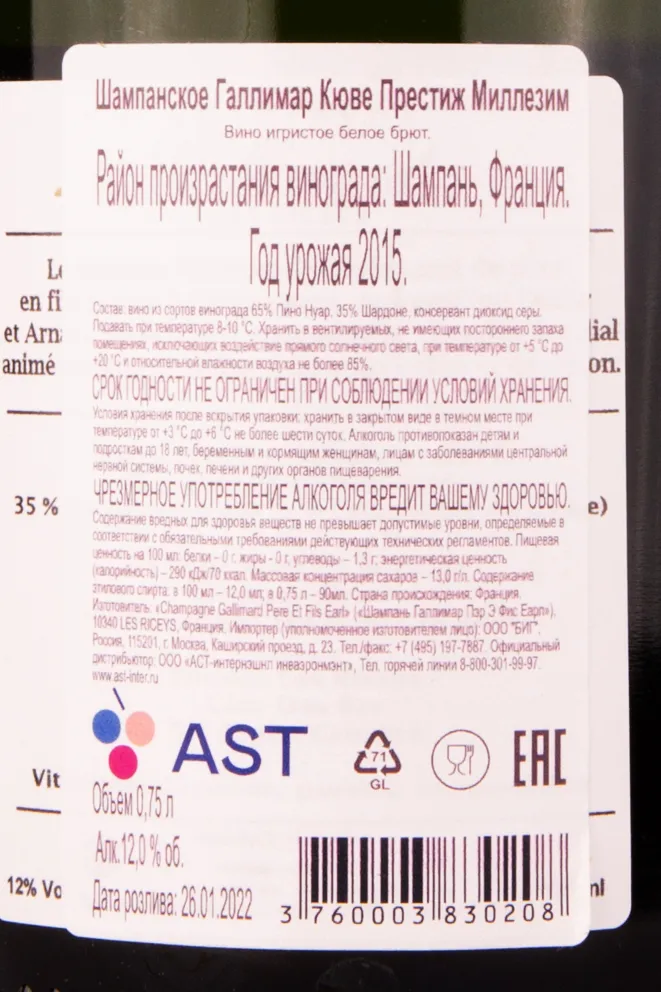 Шампанское Галлимар Кюве Престиж Миллезим
Вино игристое белое брют.
Район произрастания винограда: Шампань, Франция.
Год урожая 2015.
Состав: вино из сортов винограда 65% Пино Нуар, 35% Шардоне, консервант диоксид серы.
Подавать при температуре 8-10 °С. Хранить в вентилируемых, не имеющих постороннего запаха
помещениях, исключающих воздействие прямого солнечного света, при температуре от +5 °С до
+20 °С и относительной влажности воздуха не более 85%.
СРОК ГОДНОСТИ НЕ ОГРАНИЧЕН ПРИ СОБЛЮДЕНИИ УСЛОВИЙ ХРАНЕНИЯ.
Условия хранения после вскрытия упаковки: хранить в закрытом виде в темном месте при
температуре от +3 °С до +6 °С не более шести суток. Алкоголь противопоказан детям и
подросткам до 18 лет, беременным и кормящим женщинам, лицам с заболеваниями центральной
нервной системы, почек, печени и других органов пищеварения.
ЧРЕЗМЕРНОЕ УПОТРЕБЛЕНИЕ АЛКОГОЛЯ ВРЕДИТ ВАШЕМУ ЗДОРОВЬЮ.
Содержание вредных для здоровья веществ не превышает допустимые уровни, определяемые в
соответствии с обязательными требованиями действующих технических регламентов. Пищевая
ценность на 100 мл: белки – 0 г, жиры - 0 г, углеводы – 1,3 г; энергетическая ценность
(калорийность) – 290 кДж/70 ккал. Массовая концентрация сахаров – 13,0 г/л. Содержание
этилового спирта: в 100 мл – 12,0 мл; в 0,75 л – 90мл. Страна происхождения: Франция.
Изготовитель: «Champagne Gallimard Pere Et Fils Earl» («Шампань Галлимар Пэр Э Фис Еарл»).
10340 LES RICEYS, Франция. Импортер (уполномоченное изготовителем лицо): ООО "БИГ",
Россия, 115201, г. Москва, Каширский проезд, д. 23. Тел./факс: +7 (495) 197-7887. Официальный
дистрибьютор: ООО «АСТ-интернэшнл инваэронмэнт», Тел. горячей линии 8-800-301-99-97.
www.ast-inter.ru
AST
71
GL
EAC
Объем 0,75 л
Алк.12,0 % об.
Дата розлива: 26.01.2022
3 760003 830208
en fi
et Arn
animé
ial
on.
35 %
e)
Vit
12% Vo